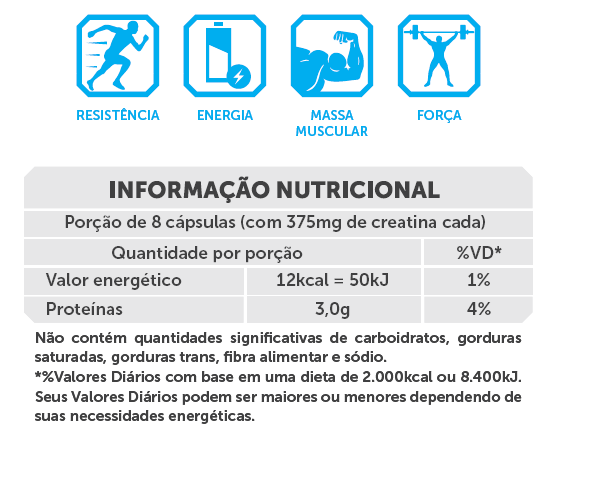 RESISTÊNCIA ENERGIA MASSA MUSCULAR FORÇA
INFORMAÇÃO NUTRICIONAL
Porção de 8 cápsulas (com 375mg de creatina cada)
Quantidade por porção %VD*
Valor energético 12kcal = 50kJ 1%
Proteínas 3,0g 4%
Não contém quantidades significativas de carboidratos, gorduras
saturadas, gorduras trans, fibra alimentar e sódio.
*%Valores Diários com base em uma dieta de 2.000kcal ou 8.400kJ.
Seus Valores Diários podem ser maiores ou menores dependendo de
suas necessidades energéticas.